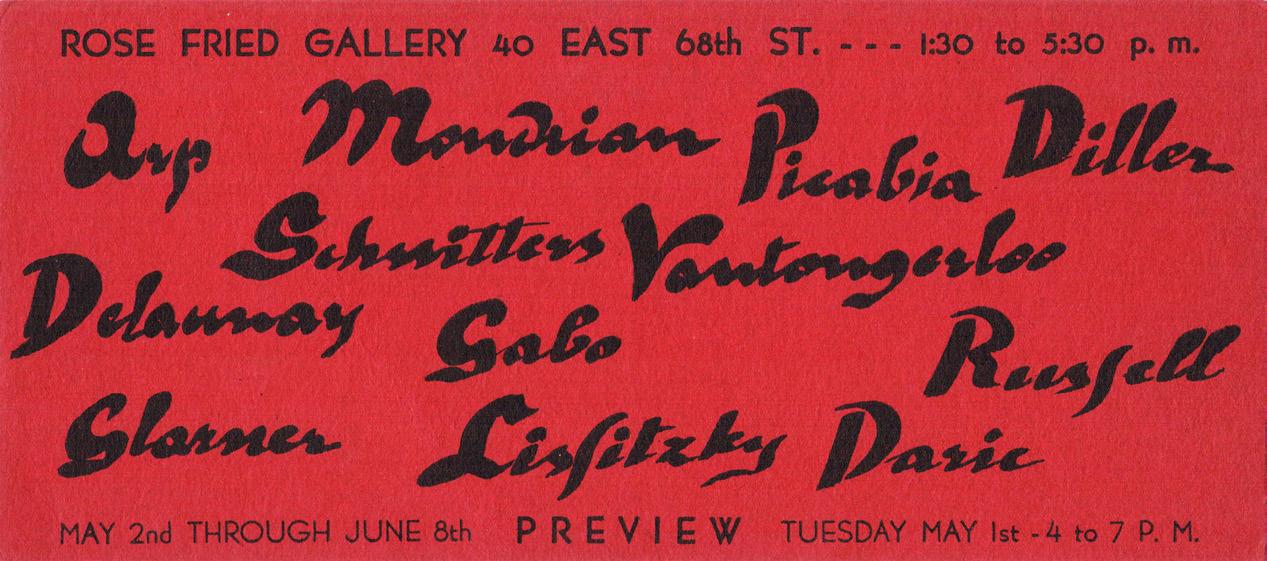 ROSE FRIED GALLERY 40 EAST 68th ST. - - - 1:30 to 5:30 p. m.
Arp Mondrian Picabia Diller
Schwitters Vantongerloo
Delaunay Gabo Russell
Glarner Lissitzky Daric
MAY 2nd THROUGH JUNE 8th PREVIEW TUESDAY MAY 1st - 4 to 7 P. M.